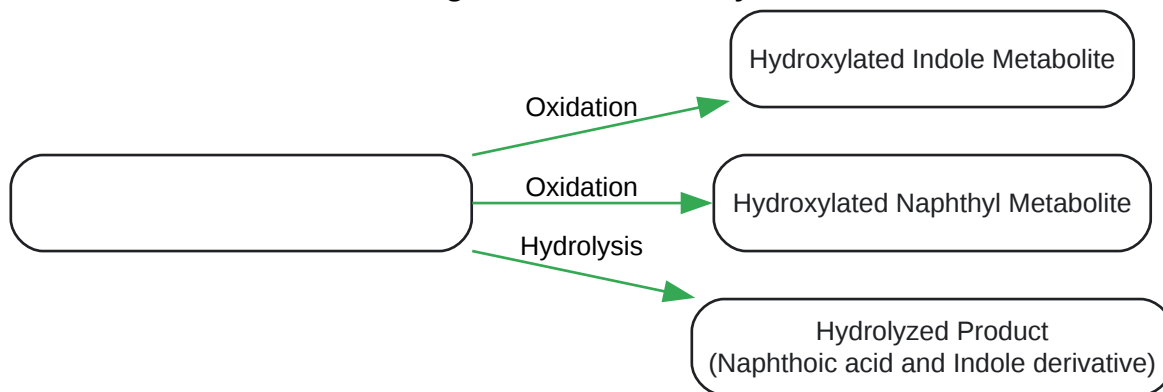 Hydroxylated Indole Metabolite
Oxidation
Oxidation
Hydroxylated Naphthyl Metabolite
Hydrolysis
Hydrolyzed Product
(Naphthoic acid and Indole derivative)